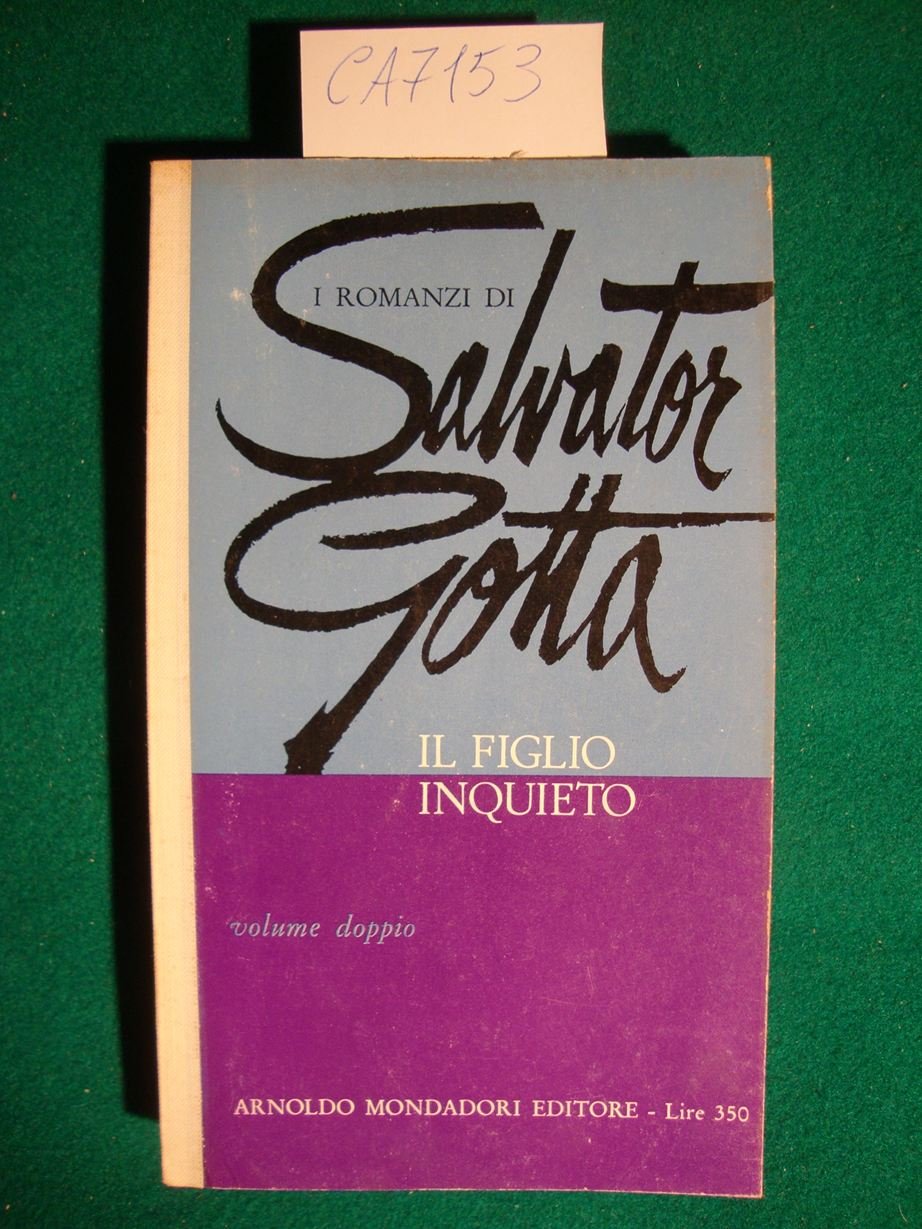 CA7153
I ROMANZI DI
Salvator
Gotta
IL FIGLIO
INQUIETO
volume doppio
ARNOLDO MONDADORI EDITORE - Lire 350